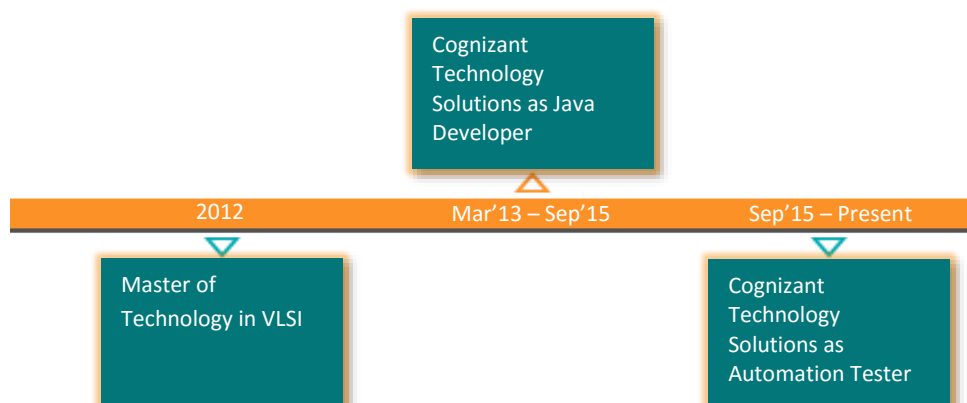 Cognizant
Technology
Solutions as Java
Developer
2012
Mar’13 – Sep’15
Sep’15 – Present
Master of
Technology in VLSI
Cognizant
Technology
Solutions as
Automation Tester